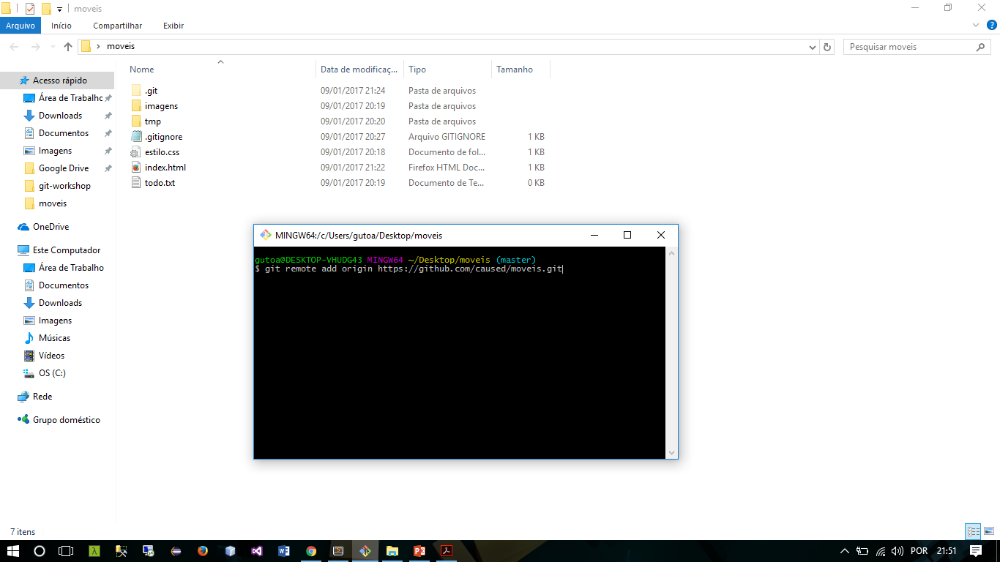 moveis
Arquivo Início Compartilhar Exibir
moveis Pesquisar moveis
Nome Data de modificaç... Tipo Tamanho
Acesso rápido
Área de Trabalho
Downloads
Documentos
Imagens
Google Drive
git-workshop
moveis
OneDrive
Este Computador
Área de Trabalho
Documentos
Downloads
Imagens
Músicas
Vídeos
OS (C:)
Rede
Grupo doméstico
.git 09/01/2017 21:24 Pasta de arquivos
imagens 09/01/2017 20:19 Pasta de arquivos
tmp 09/01/2017 20:20 Pasta de arquivos
.gitignore 09/01/2017 20:27 Arquivo GITIGNORE 1 KB
estilo.css 09/01/2017 20:18 Documento de fol... 1 KB
index.html 09/01/2017 21:22 Firefox HTML Doc... 1 KB
todo.txt 09/01/2017 20:19 Documento de Te... 0 KB
MINGW64:/c/Users/gutoa/Desktop/moveis
gutoa@DESKTOP-VHUDG43 MINGW64 ~/Desktop/moveis (master)
$ git remote add origin https://github.com/caused/moveis.git
7 itens
POR 21:51